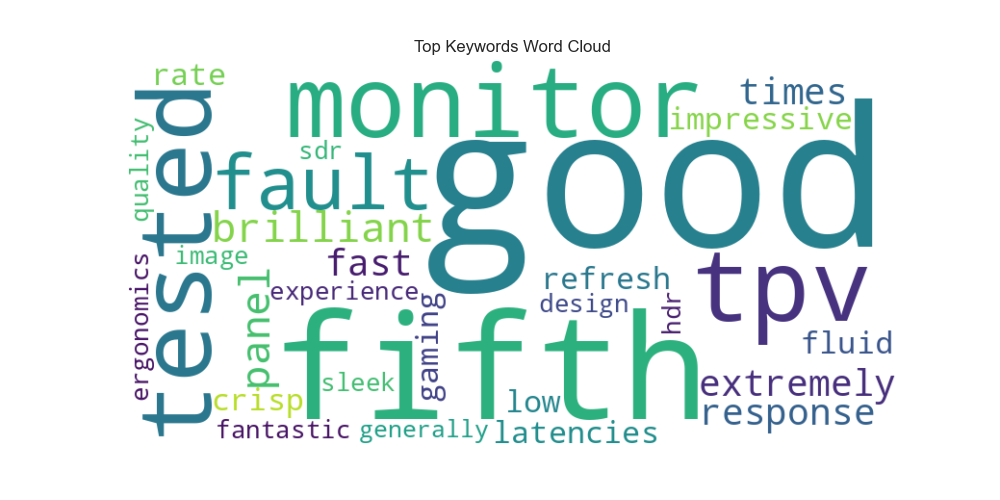 Top Keywords Word Cloud
rate
monitor
times
impressive
quality
tested
sdr
good
fault
brilliant
image
fast
tpv
ergonomics
panel
experience
refresh
design
hdr
gaming
fifth
fluid
sleek
extremely
crisp
low
response
fantastic
generally
latencies